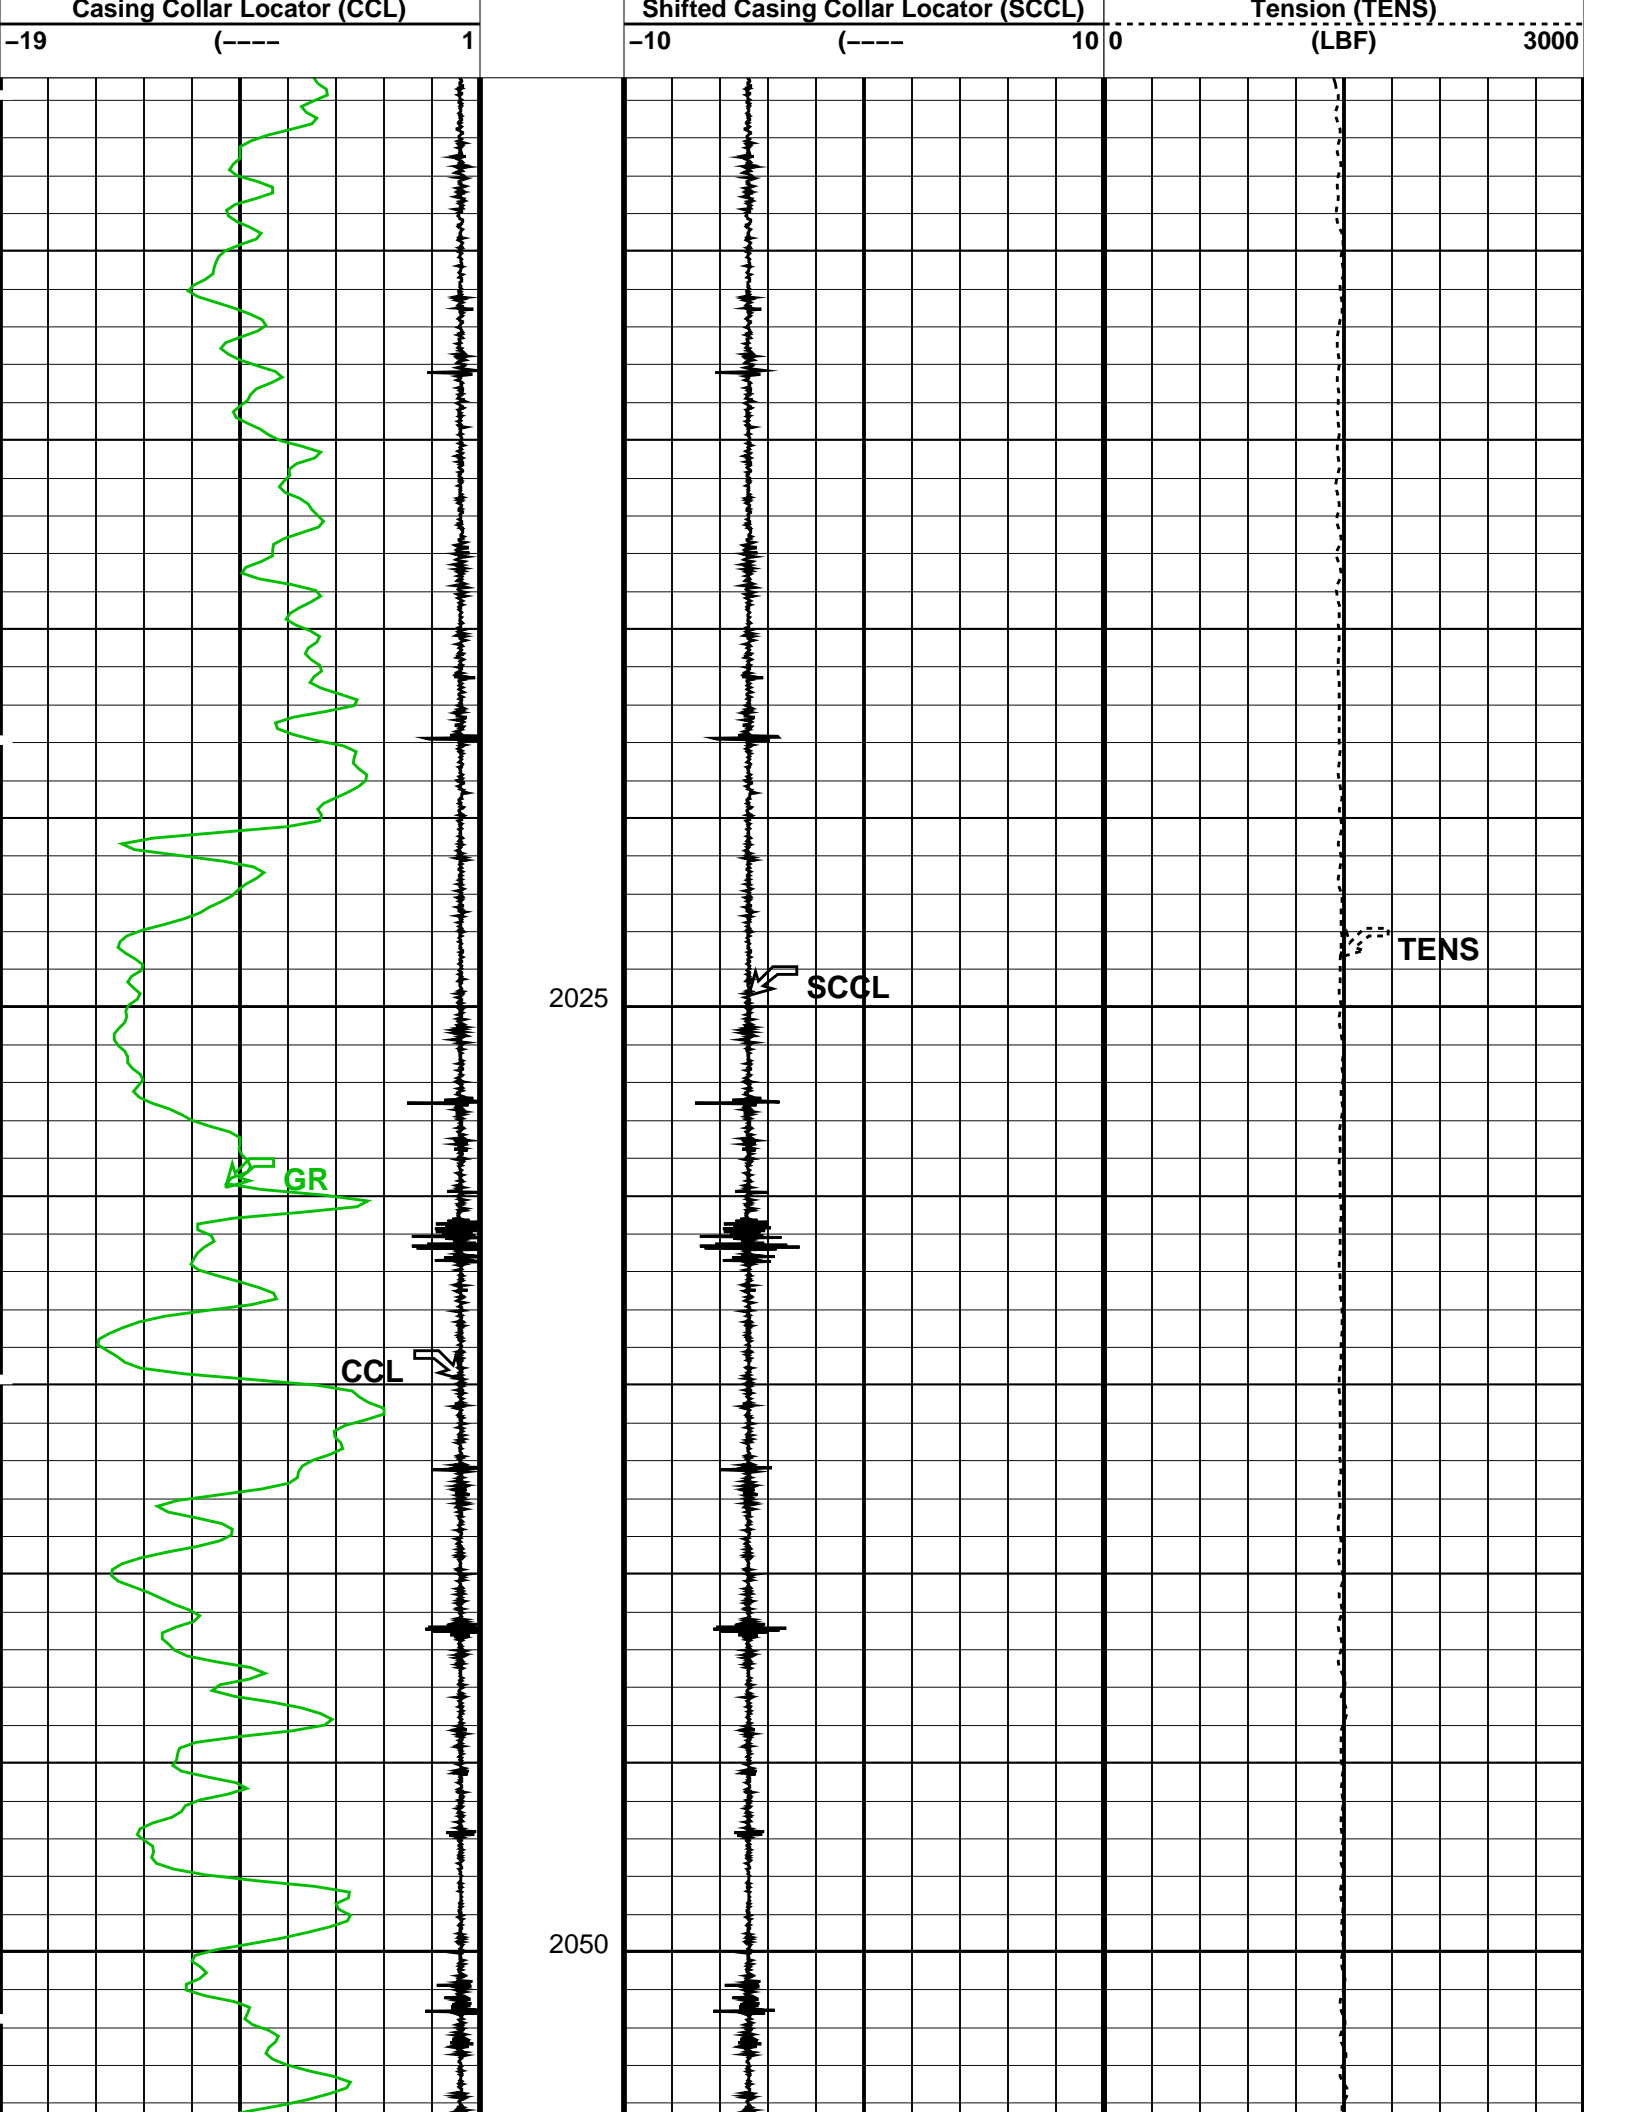 Casing Collar Locator (CCL) Shifted Casing Collar Locator (SCCL) Tension (TENS)
−19 (−−−− 1 −10 (−−−− 10 0 (LBF) 3000
TENS
SCCL
2025
GR
CCL
2050